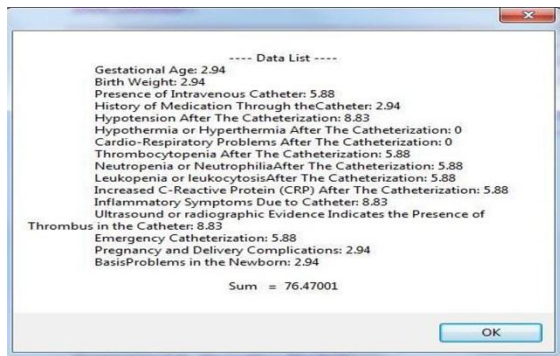 ---- Data List ----
Gestational Age: 2.94
Birth Weight: 2.94
Presence of Intravenous Catheter: 5.88
History of Medication Through theCatheter: 2.94
Hypotension After The Catheterization: 8.83
Hypothermia or Hyperthermia After The Catheterization: 0
Cardio-Respiratory Problems After The Catheterization: 0
Thrombocytopenia After The Catheterization: 5.88
Neutropenia or NeutrophiliaAfter The Catheterization: 5.88
Leukopenia or leukocytosisAfter The Catheterization: 5.88
Increased C-Reactive Protein (CRP) After The Catheterization: 5.88
Inflammatory Symptoms Due to Catheter: 8.83
Ultrasound or radiographic Evidence Indicates the Presence of
Thrombus in the Catheter: 8.83
Emergency Catheterization: 5.88
Pregnancy and Delivery Complications: 2.94
BasisProblems in the Newborn: 2.94
Sum = 76.47001
OK